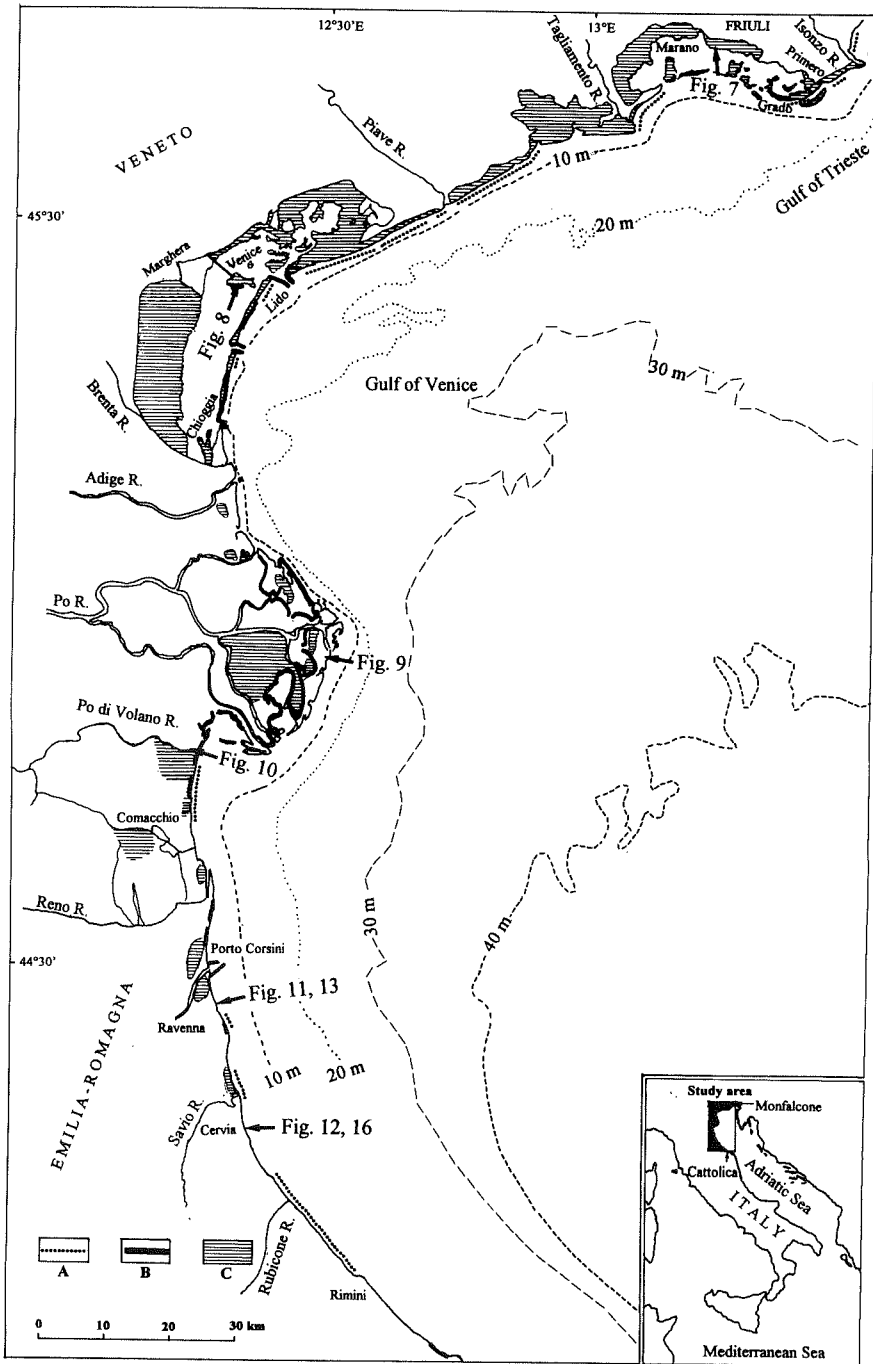 12°30'E
13°E
FRIULI
Isonzo R.
Tagliamento R.
Marano
Primero
Fig. 7
Grado
Piave R.
VENETO
10 m
Gulf of Trieste
45°30'
20 m
Marghera
Venice
Lido
Fig. 8
Gulf of Venice
30 m
Brenta R.
Chioggia
Adige R.
Po R.
Fig. 9
Po di Volano R.
Fig. 10
Comacchio
Reno R.
30 m
40 m
44°30'
Porto Corsini
Fig. 11, 13
Ravenna
EMILIA-ROMAGNA
10 m
20 m
Savio R.
Cervia
Fig. 12, 16
Study area
Monfalcone
Cattolica
Adriatic Sea
ITALY
Rubicone R.
A
B
C
Rimini
0 10 20 30 km
Mediterranean Sea